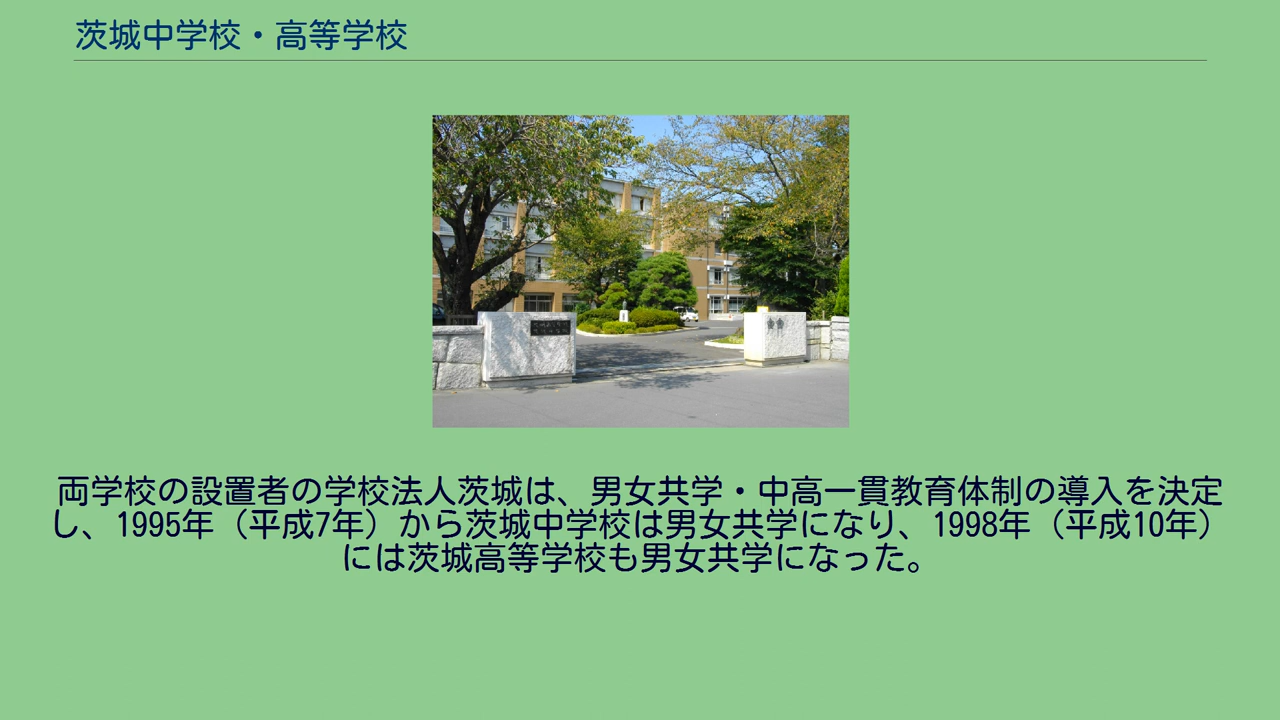 茨城中学校・高等学校
両学校の設置者の学校法人茨城は、男女共学・中高一貫教育体制の導入を決定
し、1995年（平成7年）から茨城中学校は男女共学になり、1998年（平成10年）
には茨城高等学校も男女共学になった。